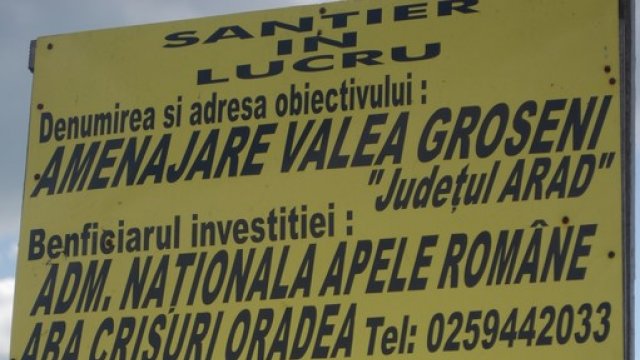 SANTIER
IN
LUCRU
Denumirea si adresa obiectivului :
AMENAJARE VALEA GROSENI
"Județul ARAD"
Benficiarul investitiei :
ADM. NAȚIONALA APELE ROMÂNE
ABA CRIȘURI ORADEA Tel: 0259442033